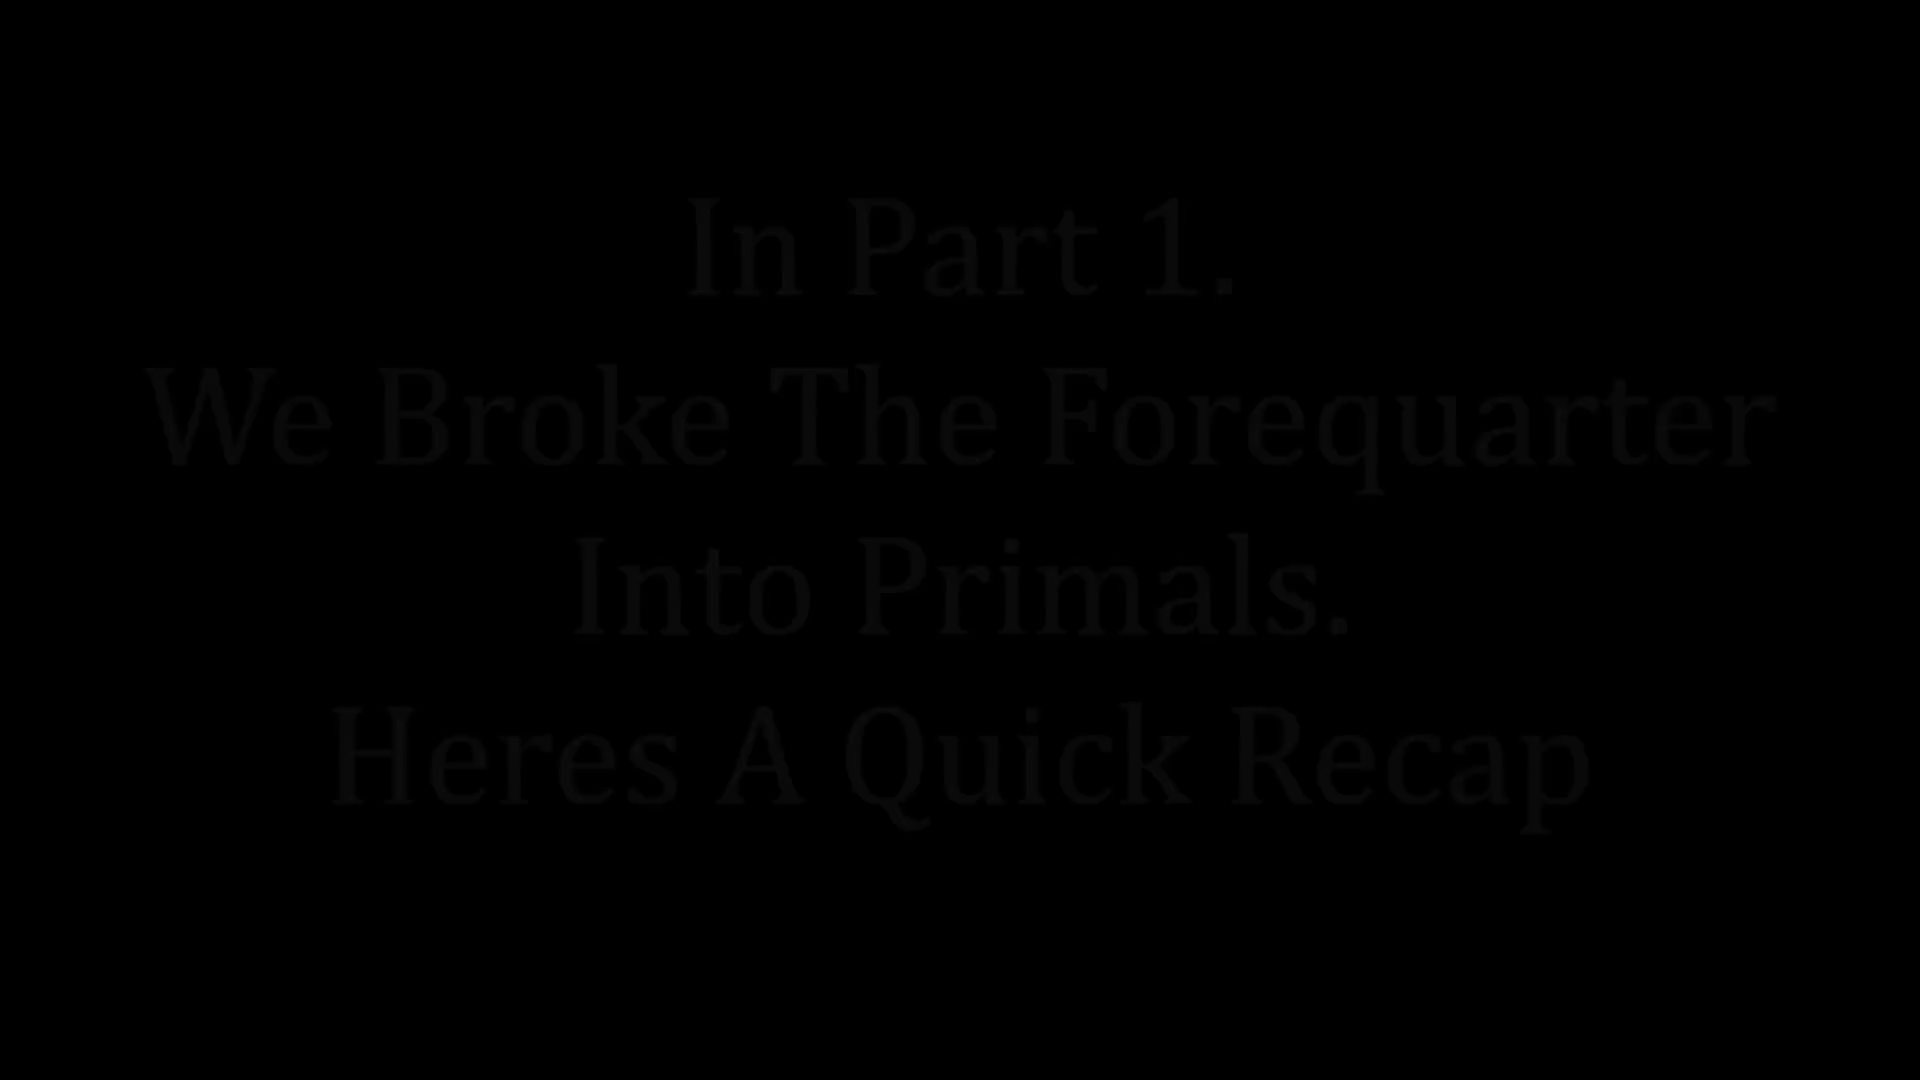 In Part 1.
We Broke The Forequarter
Into Primals.
Heres A Quick Recap